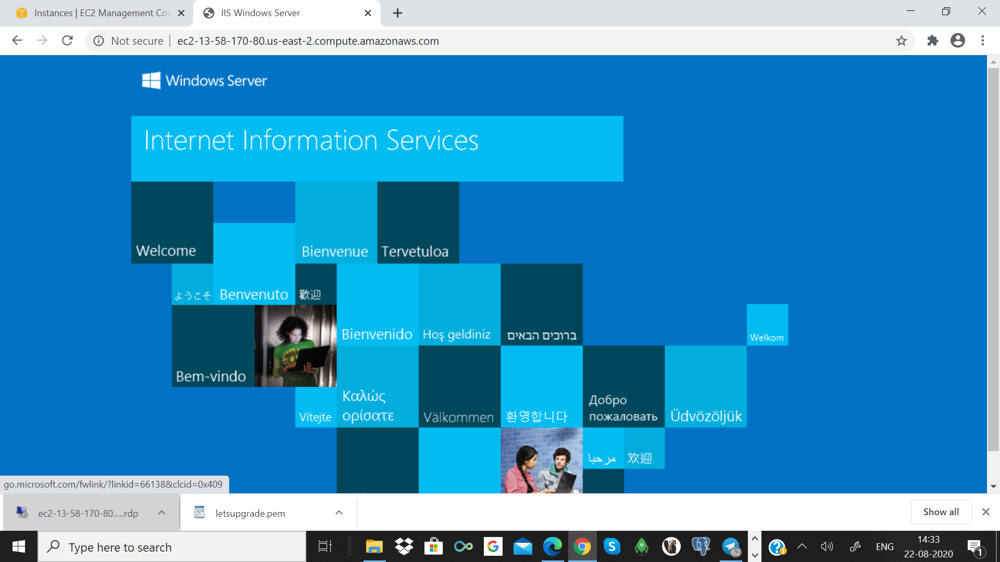 Instances | EC2 Management Con
IIS Windows Server
Not secure
ec2-13-58-170-80.us-east-2.compute.amazonaws.com
Windows Server
Internet Information Services
Welcome
Bienvenue
Tervetuloa
ようこそ
Benvenuto
歡迎
Bienvenido
Hoş geldiniz
ברוכים הבאים
Welkom
Bem-vindo
Vítejte
Καλώς
ορίσατε
Välkommen
환영합니다
Добро
пожаловать
Üdvözöljük
مرحبا
欢迎
go.microsoft.com/fwlink/?linkid=66138&clcid=0x409
ec2-13-58-170-80.....rdp
letsupgrade.pem
Show all
Type here to search
62
ENG
14:33
22-08-2020
1